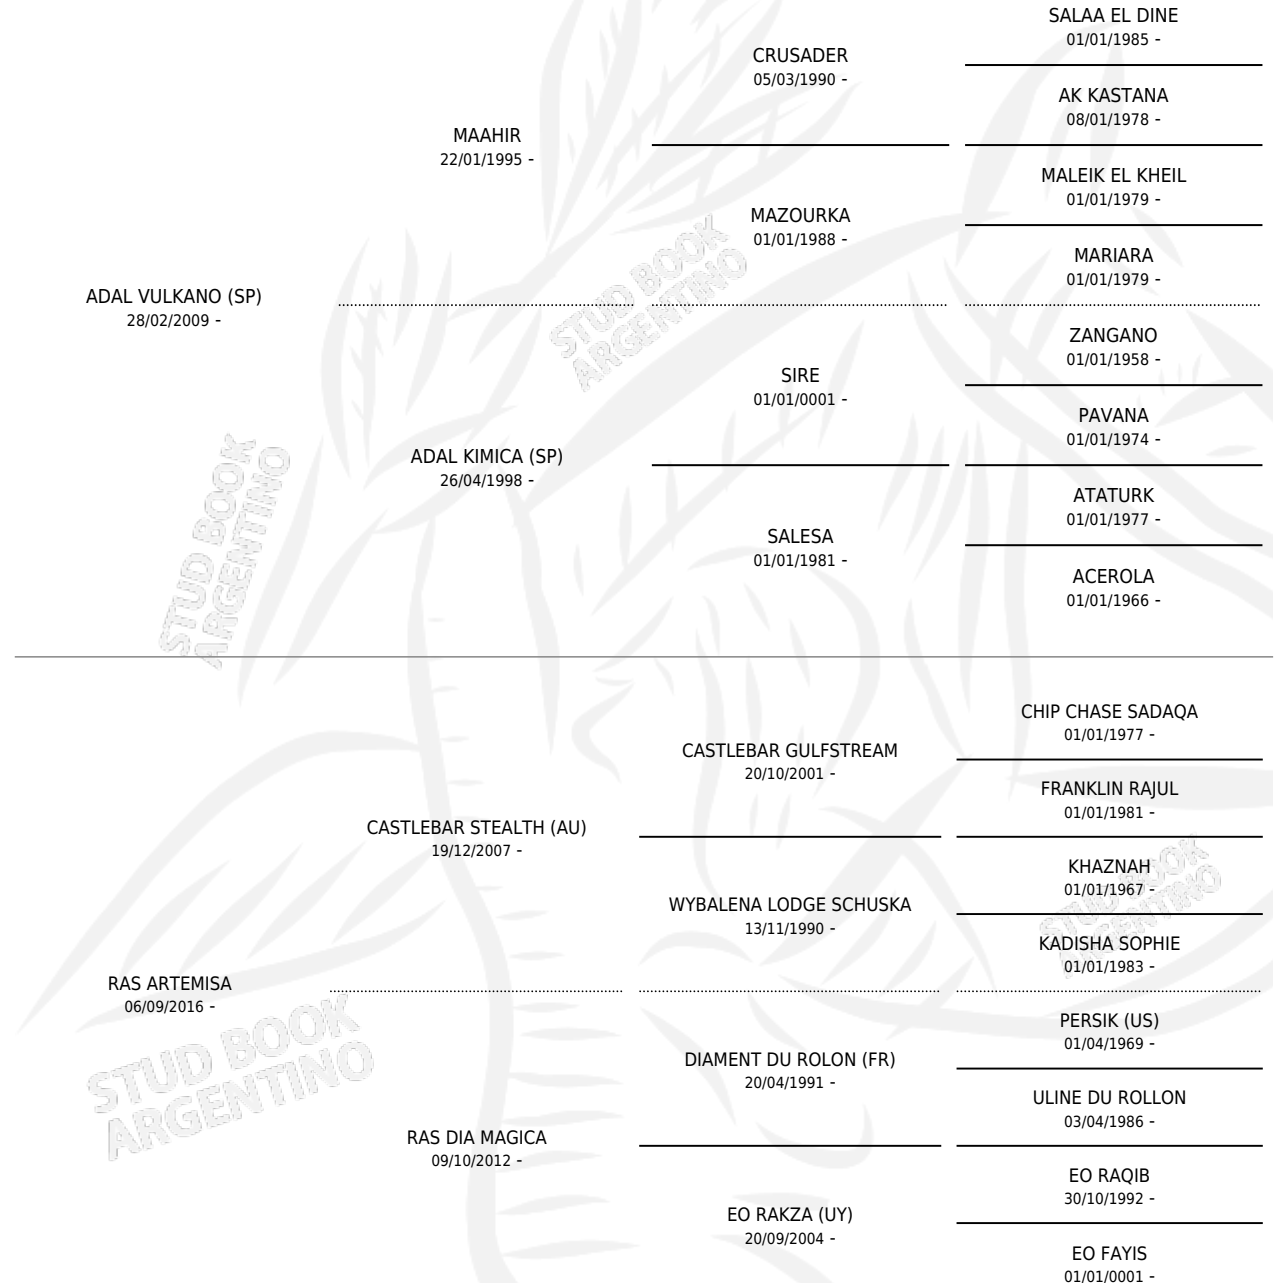 SALAA EL DINE
01/01/1985 -
CRUSADER
05/03/1990 -
AK KASTANA
08/01/1978 -
MAAHIR
22/01/1995 -
MALEIK EL KHEIL
01/01/1979 -
MAZOURKA
01/01/1988 -
MARIARA
01/01/1979 -
ADAL VULKANO (SP)
28/02/2009 -
ZANGANO
01/01/1958 -
SIRE
01/01/0001 -
PAVANA
01/01/1974 -
ADAL KIMICA (SP)
26/04/1998 -
ATATURK
01/01/1977 -
SALESA
01/01/1981 -
ACEROLA
01/01/1966 -
STUD BOOK
ARGENTINO
STUD BOOK
ARGENTINO
CHIP CHASE SADAQA
01/01/1977 -
CASTLEBAR GULFSTREAM
20/10/2001 -
FRANKLIN RAJUL
01/01/1981 -
CASTLEBAR STEALTH (AU)
19/12/2007 -
KHAZNAH
01/01/1967 -
WYBALENA LODGE SCHUSKA
13/11/1990 -
KADISHA SOPHIE
01/01/1983 -
RAS ARTEMISA
06/09/2016 -
PERSIK (US)
01/04/1969 -
DIAMENT DU ROLON (FR)
20/04/1991 -
ULINE DU ROLLON
03/04/1986 -
RAS DIA MAGICA
09/10/2012 -
EO RAQIB
30/10/1992 -
EO RAKZA (UY)
20/09/2004 -
EO FAYIS
01/01/0001 -
STUD BOOK
ARGENTINO
STUD BOOK
ARGENTINO